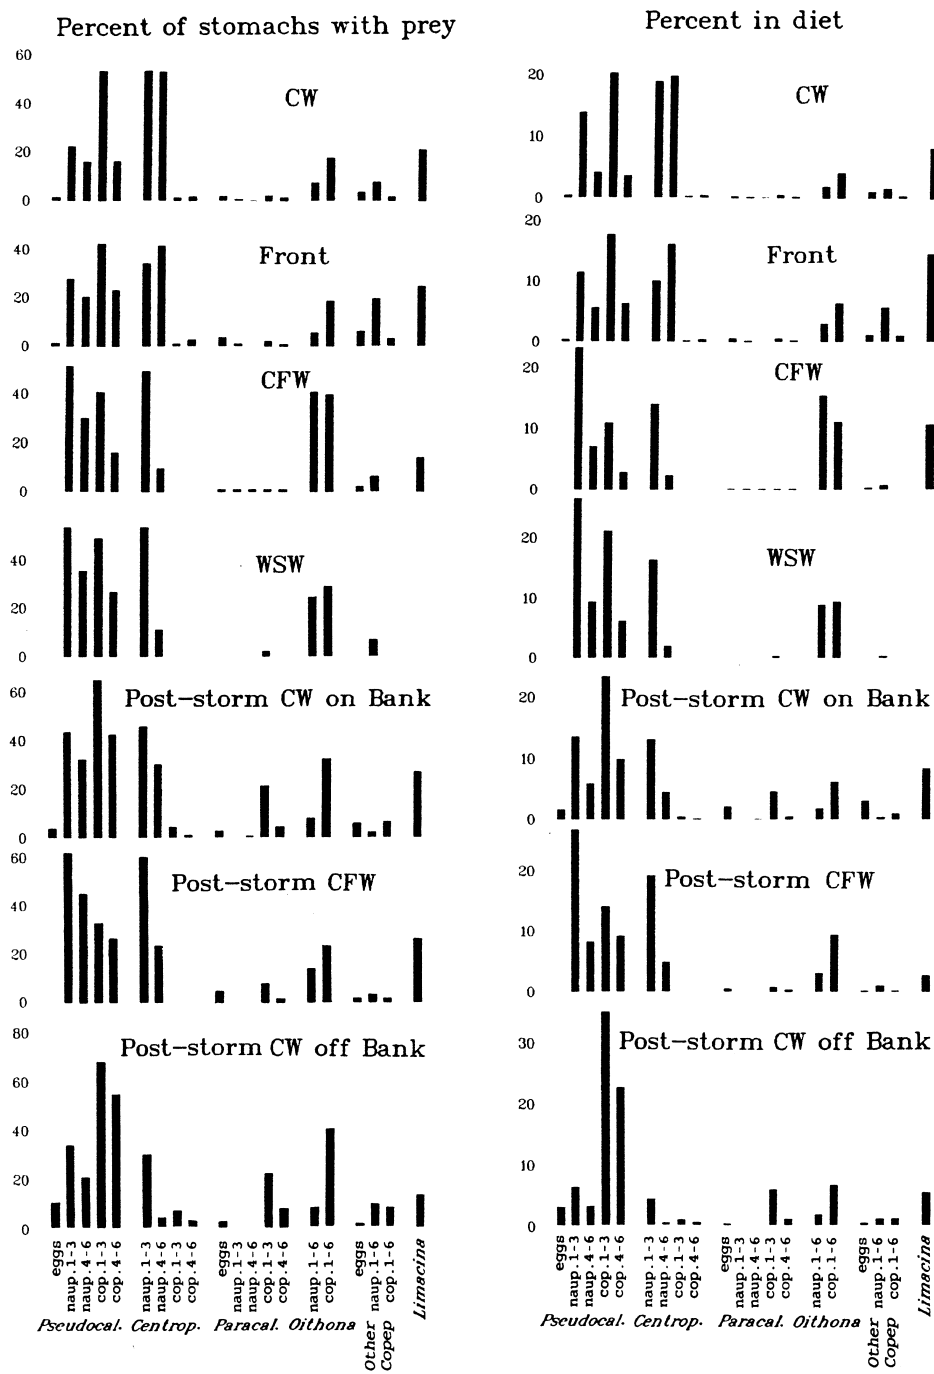 Percent of stomachs with prey
60
40
20
0
CW
40
20
0
Front
40
20
0
CFW
40
20
0
WSW
60
40
20
0
Post-storm CW on Bank
60
40
20
0
Post-storm CFW
80
60
40
20
0
Post-storm CW off Bank
eggs
naup.1-3
naup.4-6
cop.1-3
cop.4-6
naup.1-3
naup.4-6
cop.1-3
cop.4-6
eggs
naup.1-3
naup.4-6
cop.1-3
cop.4-6
naup.1-6
cop.1-6
eggs
naup.1-6
cop.1-6
Limacina
Pseudocal. Centrop. Paracal. Oithona
Other
Copep
Percent in diet
20
10
0
CW
20
10
0
Front
20
10
0
CFW
20
10
0
WSW
20
10
0
Post-storm CW on Bank
20
10
0
Post-storm CFW
30
20
10
0
Post-storm CW off Bank
eggs
naup.1-3
naup.4-6
cop.1-3
cop.4-6
naup.1-3
naup.4-6
cop.1-3
cop.4-6
eggs
naup.1-3
naup.4-6
cop.1-3
cop.4-6
naup.1-6
cop.1-6
eggs
naup.1-6
cop.1-6
Limacina
Pseudocal. Centrop. Paracal. Oithona
Other
Copep